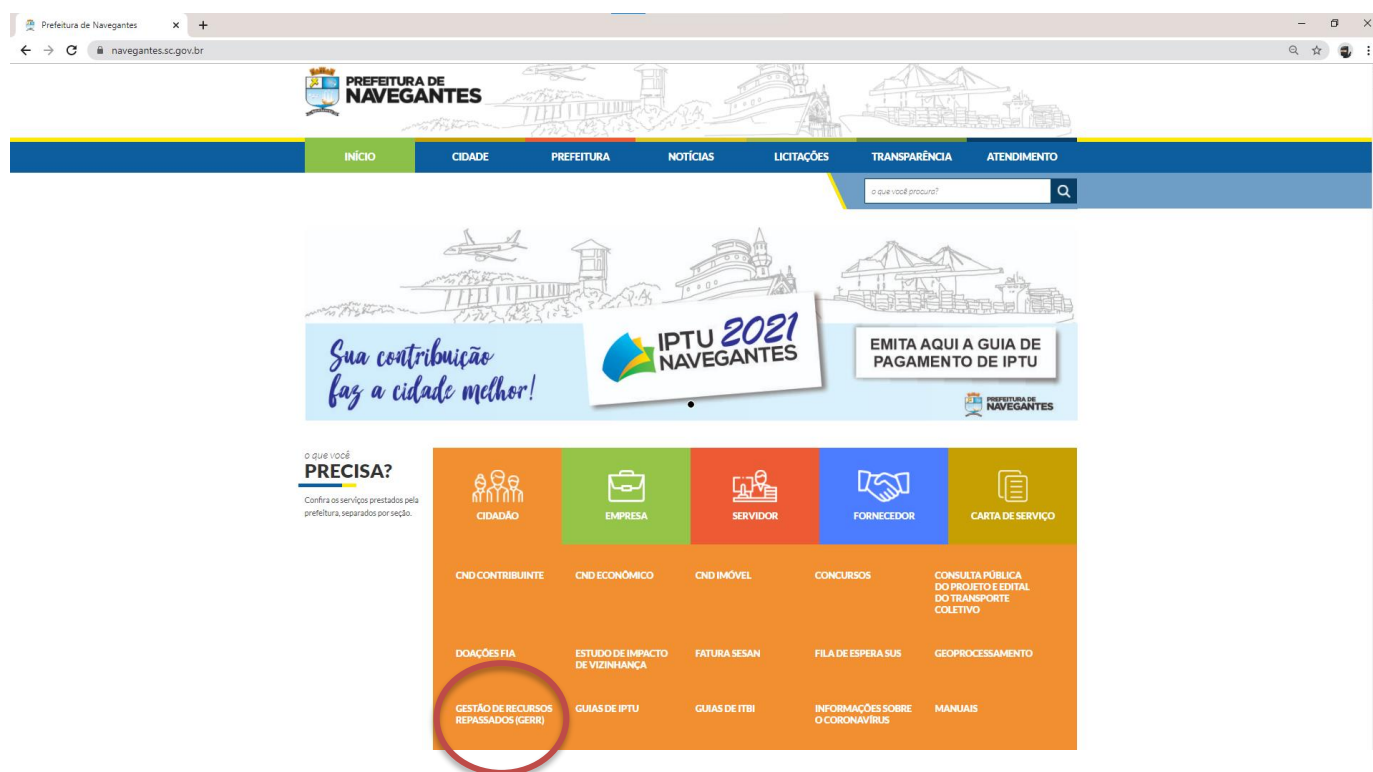 Prefeitura de Navegantes
navegantes.sc.gov.br
PREFEITURA DE
NAVEGANTES
INÍCIO
CIDADE
PREFEITURA
NOTÍCIAS
LICITAÇÕES
TRANSPARÊNCIA
ATENDIMENTO
o que você procura?
Sua contribuição
faz a cidade melhor!
IPTU 2021
NAVEGANTES
EMITA AQUI A GUIA DE
PAGAMENTO DE IPTU
PREFEITURA DE
NAVEGANTES
o que você
PRECISA?
Confira os serviços prestados pela
prefeitura, separados por seção.
CIDADÃO
EMPRESA
SERVIDOR
FORNECEDOR
CARTA DE SERVIÇO
CND CONTRIBUINTE
CND ECONÔMICO
CND IMÓVEL
CONCURSOS
CONSULTA PÚBLICA
DO PROJETO E EDITAL
DO TRANSPORTE
COLETIVO
DOAÇÕES FIA
ESTUDO DE IMPACTO
DE VIZINHANÇA
FATURA SESAN
FILA DE ESPERA SUS
GEOPROCESSAMENTO
GESTÃO DE RECURSOS
REPASSADOS (GERR)
GUIAS DE IPTU
GUIAS DE ITBI
INFORMAÇÕES SOBRE
O CORONAVÍRUS
MANUAIS